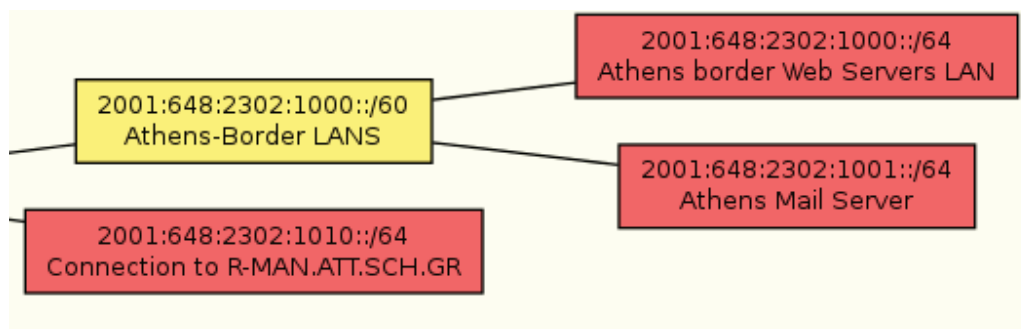 2001:648:2302:1000::/64
Athens border Web Servers LAN
2001:648:2302:1000::/60
Athens-Border LANS
2001:648:2302:1001::/64
Athens Mail Server
2001:648:2302:1010::/64
Connection to R-MAN.ATT.SCH.GR